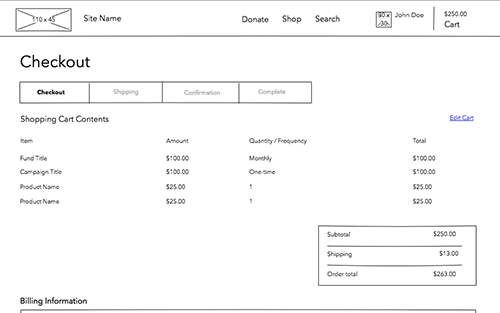 110 x 45 Site Name Donate Shop Search 30 x 30 John Doe $250.00
Cart
Checkout
Checkout Shipping Confirmation Complete
Shopping Cart Contents Edit Cart
Item Amount Quantity / Frequency Total
Fund Title $100.00 Monthly $100.00
Campaign Title $100.00 One-time $100.00
Product Name $25.00 1 $25.00
Product Name $25.00 1 $25.00
Subtotal $250.00
Shipping $13.00
Order total $263.00
Billing Information